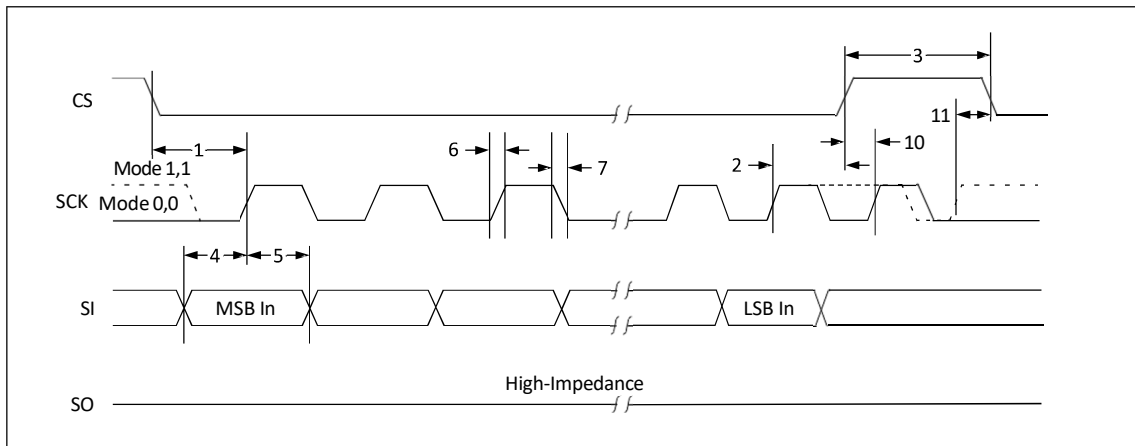 3
CS
11
1
6
7
2
10
Mode 1,1
SCK
Mode 0,0
4
5
SI
MSB In
LSB In
High-Impedance
SO